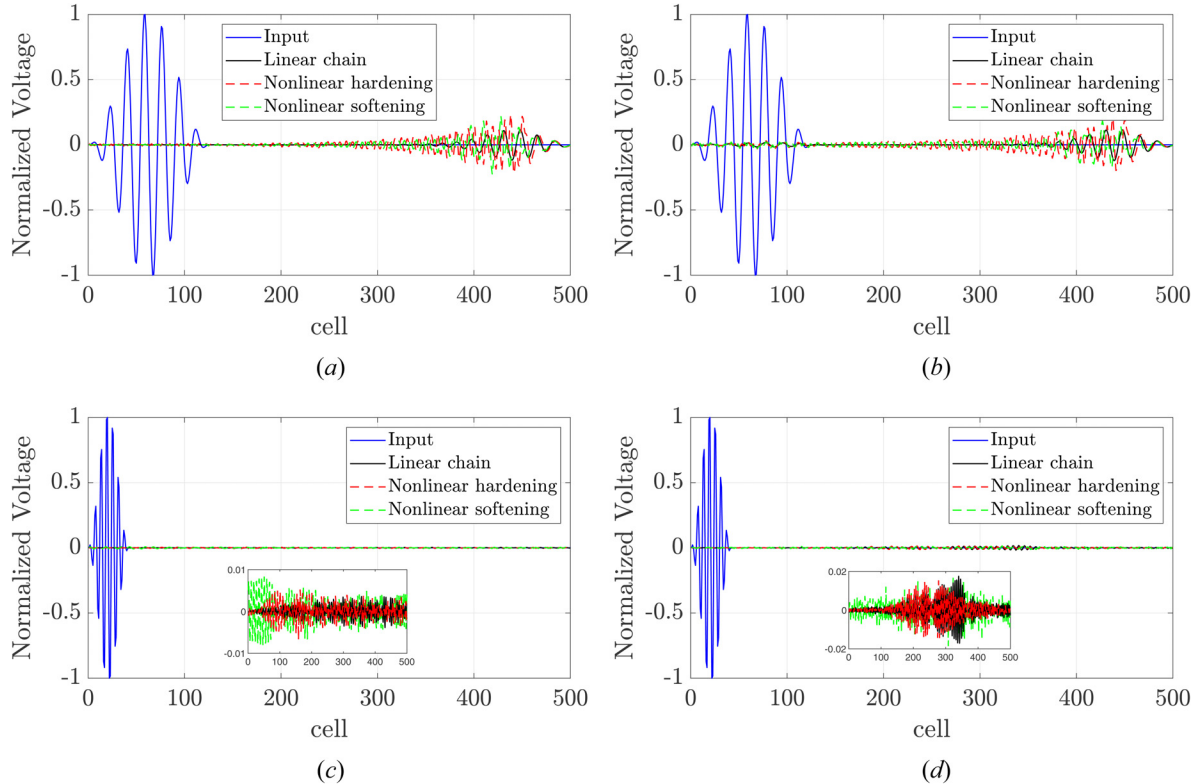 1
0.5
0
-0.5
-1
Normalized Voltage
Input
Linear chain
Nonlinear hardening
Nonlinear softening
0 100 200 300 400 500
cell
(a)
1
0.5
0
-0.5
-1
Normalized Voltage
Input
Linear chain
Nonlinear hardening
Nonlinear softening
0 100 200 300 400 500
cell
(b)
1
0.5
0
-0.5
-1
Normalized Voltage
Input
Linear chain
Nonlinear hardening
Nonlinear softening
0.01
0
-0.01
0 100 200 300 400 500
0 100 200 300 400 500
cell
(c)
1
0.5
0
-0.5
-1
Normalized Voltage
Input
Linear chain
Nonlinear hardening
Nonlinear softening
0.02
0
-0.02
0 100 200 300 400 500
0 100 200 300 400 500
cell
(d)